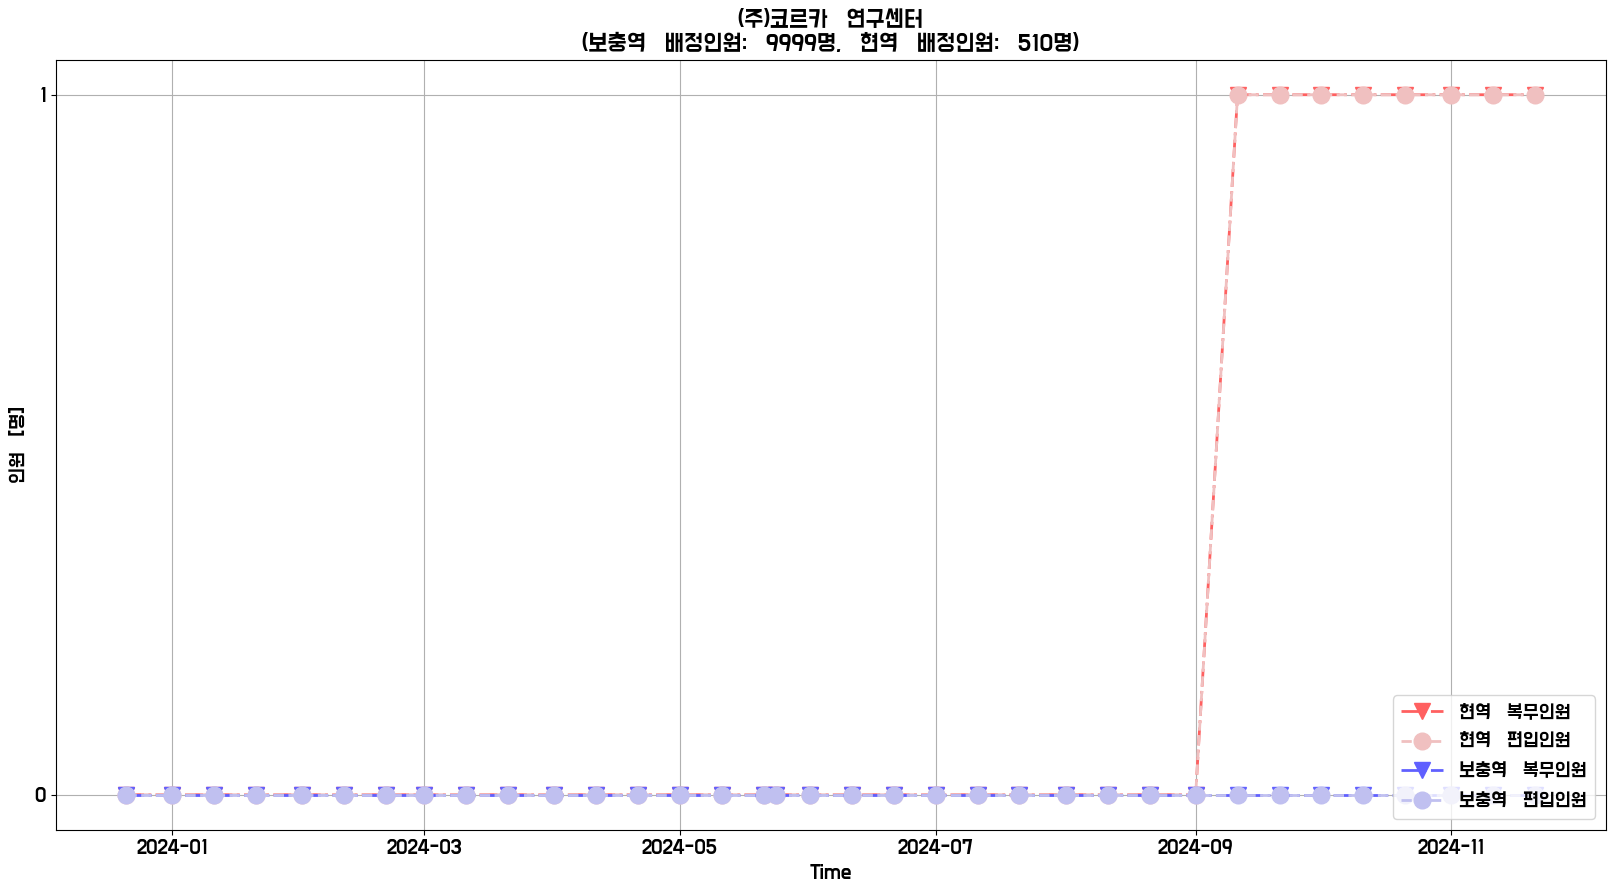 (주)코르카 연구센터
(보충역 배정인원: 9999명, 현역 배정인원: 510명)
인원 [명]
1
0
2024-01
2024-03
2024-05
2024-07
2024-09
2024-11
Time
현역 복무인원
현역 편입인원
보충역 복무인원
보충역 편입인원